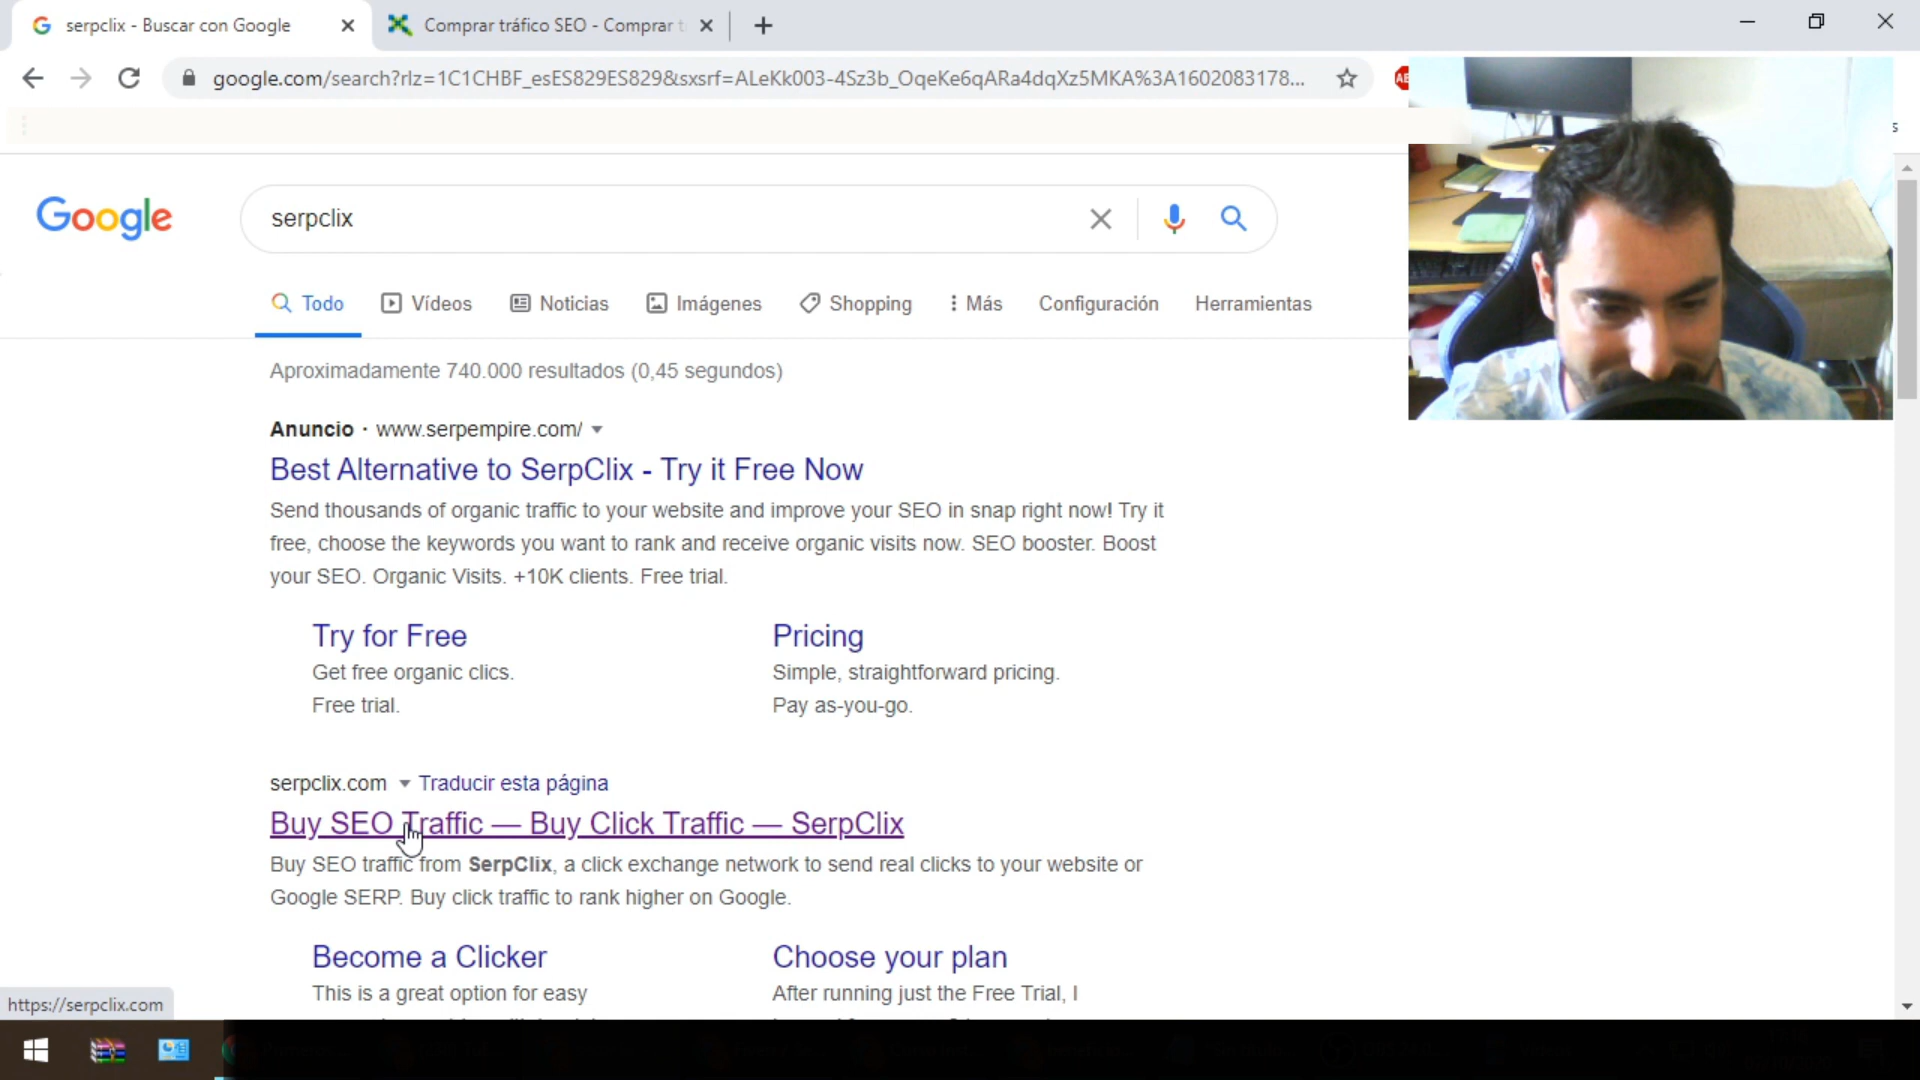 serpclix - Buscar con Google
Comprar tráfico SEO - Comprar t
google.com/search?rlz=1C1CHBF_esES829ES829&sxsrf=ALeKk003-4Sz3b_OqeKe6qARa4dqXz5MKA%3A1602083178...
Google
serpclix
Todo
Vídeos
Noticias
Imágenes
Shopping
Más
Configuración
Herramientas
Aproximadamente 740.000 resultados (0,45 segundos)
Anuncio · www.serpempire.com/
Best Alternative to SerpClix - Try it Free Now
Send thousands of organic traffic to your website and improve your SEO in snap right now! Try it
free, choose the keywords you want to rank and receive organic visits now. SEO booster. Boost
your SEO. Organic Visits. +10K clients. Free trial.
Try for Free
Pricing
Get free organic clics.
Simple, straightforward pricing.
Free trial.
Pay as-you-go.
serpclix.com Traducir esta página
Buy SEO Traffic — Buy Click Traffic — SerpClix
Buy SEO traffic from SerpClix, a click exchange network to send real clicks to your website or
Google SERP. Buy click traffic to rank higher on Google.
Become a Clicker
Choose your plan
This is a great option for easy
After running just the Free Trial, I
https://serpclix.com